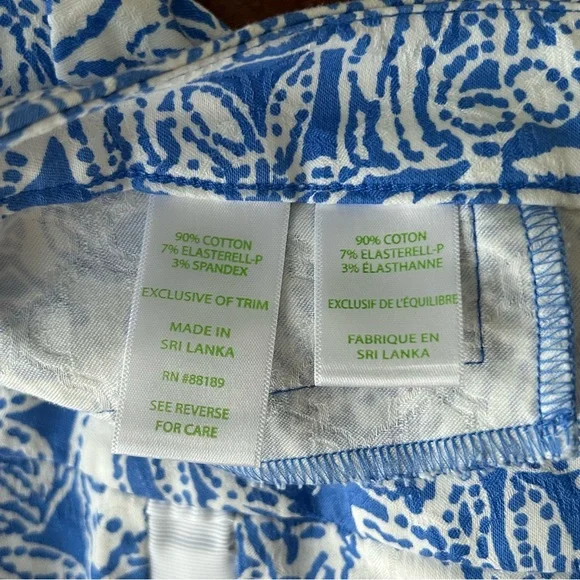 90% COTTON
7% ELASTERELL-P
3% SPANDEX
EXCLUSIVE OF TRIM
MADE IN
SRI LANKA
RN #88189
SEE REVERSE
FOR CARE
90% COTON
7% ELASTERELL-P
3% ÉLASTHANNE
EXCLUSIF DE L'ÉQUILIBRE
FABRIQUE EN
SRI LANKA